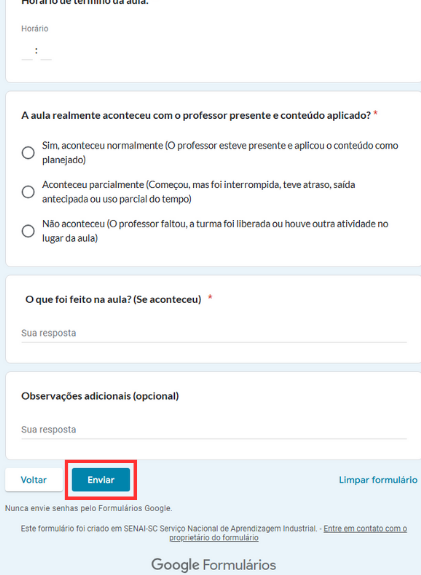 Horário de término da aula:
Horário
:
A aula realmente aconteceu com o professor presente e conteúdo aplicado? *
Sim, aconteceu normalmente (O professor esteve presente e aplicou o conteúdo como
planejado)
Aconteceu parcialmente (Começou, mas foi interrompida, teve atraso, saída
antecipada ou uso parcial do tempo)
Não aconteceu (O professor faltou, a turma foi liberada ou houve outra atividade no
lugar da aula)
O que foi feito na aula? (Se aconteceu) *
Sua resposta
Observações adicionais (opcional)
Sua resposta
Voltar Enviar Limpar formulário
Nunca envie senhas pelo Formulários Google.
Este formulário foi criado em SENAI-SC Serviço Nacional de Aprendizagem Industrial. - Entre em contato com o
proprietário do formulário
Google Formulários